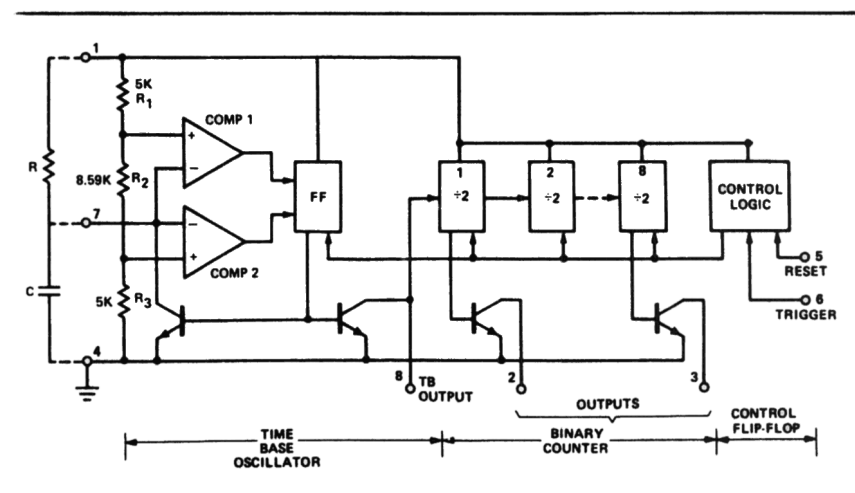 1
5K
R1
COMP 1
+
−
R
8.59K R2
FF
1
÷2
2
÷2
8
÷2
CONTROL
LOGIC
7
−
+
COMP 2
5
RESET
C
5K R3
6
TRIGGER
4
8 TB
OUTPUT
2
3
OUTPUTS
TIME
BASE
OSCILLATOR
BINARY
COUNTER
CONTROL
FLIP-FLOP